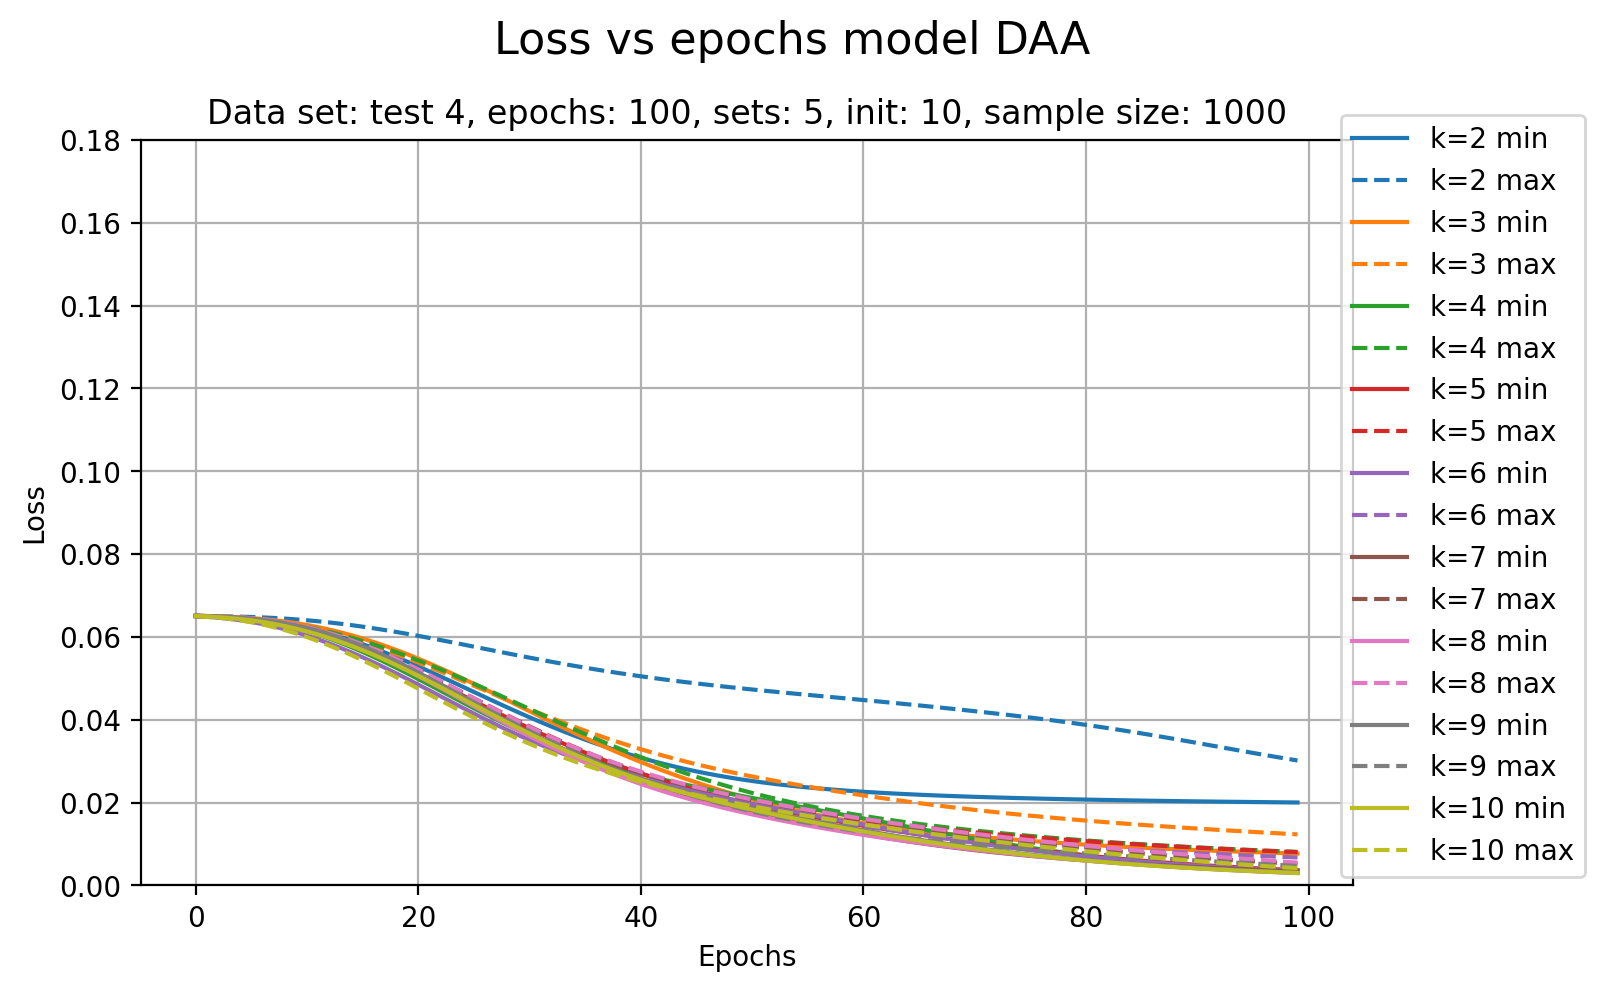 Loss vs epochs model DAA
Data set: test 4, epochs: 100, sets: 5, init: 10, sample size: 1000
0.18
0.16
0.14
0.12
0.10
0.08
0.06
0.04
0.02
0.00
Loss
0 20 40 60 80 100
Epochs
k=2 min
k=2 max
k=3 min
k=3 max
k=4 min
k=4 max
k=5 min
k=5 max
k=6 min
k=6 max
k=7 min
k=7 max
k=8 min
k=8 max
k=9 min
k=9 max
k=10 min
k=10 max